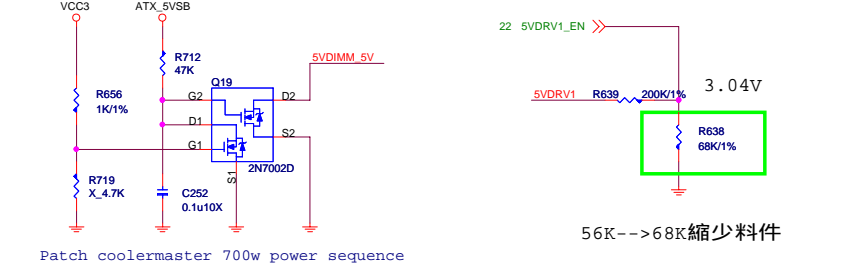 VCC3
ATX_5VSB
22 5VDRV1_EN
R712
47K
5VDIMM_5V
Q19
3.04V
R656
1K/1%
G2
D2
5VDRV1
R639
200K/1%
D1
S2
R638
68K/1%
G1
2N7002D
S1
R719
X_4.7K
C252
0.1u10X
56K-->68K縮少料件
Patch coolermaster 700w power sequence